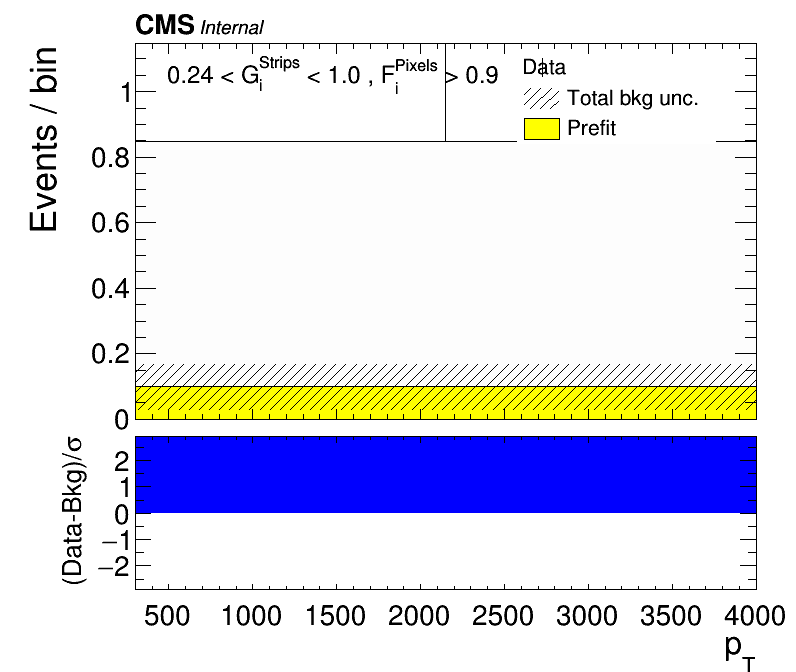 CMS Internal
0.24 < G_i^Strips < 1.0 , F_i^Pixels > 0.9
Data
Total bkg unc.
Prefit
Events / bin
1
0.8
0.6
0.4
0.2
0
(Data-Bkg)/σ
2
1
0
−1
−2
500 1000 1500 2000 2500 3000 3500 4000
p_T